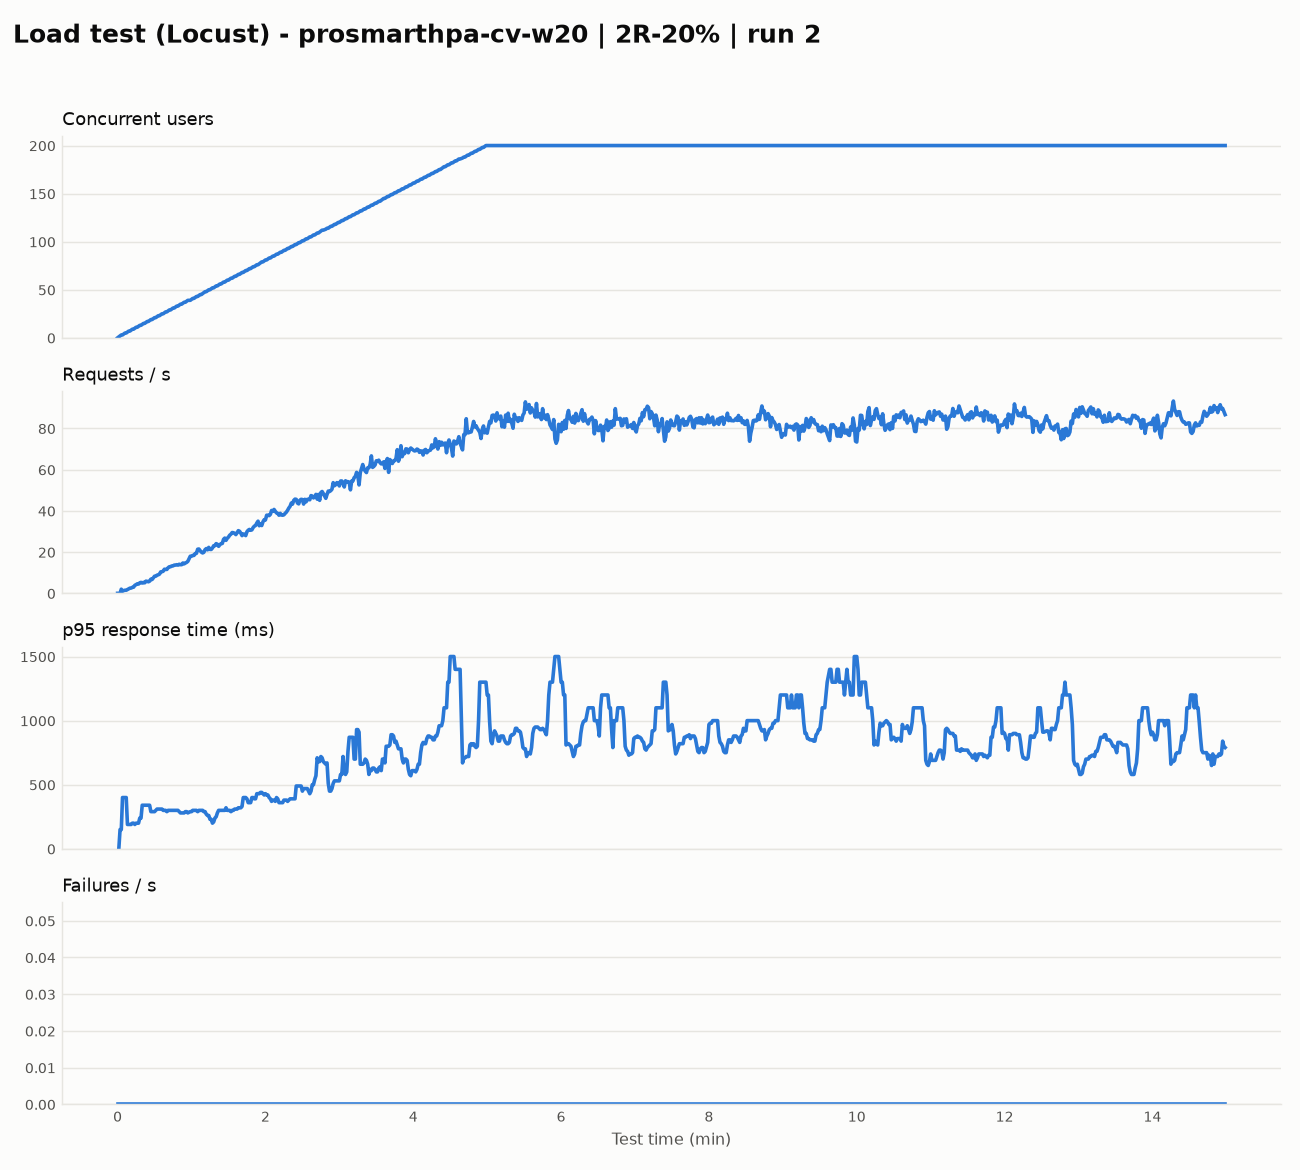 Load test (Locust) - prosmarthpa-cv-w20 | 2R-20% | run 2
Concurrent users
200
150
100
50
0
Requests / s
80
60
40
20
0
p95 response time (ms)
1500
1000
500
0
Failures / s
0.05
0.04
0.03
0.02
0.01
0.00
0 2 4 6 8 10 12 14
Test time (min)